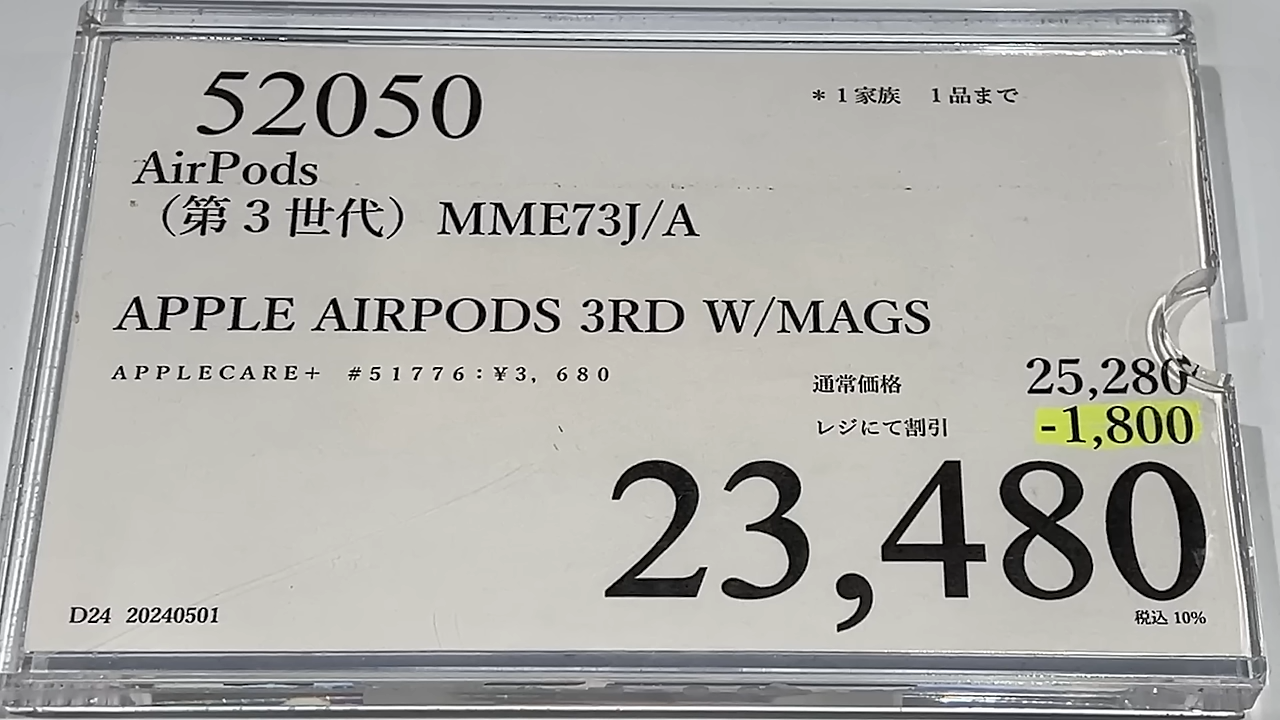 52050
＊１家族　１品まで
AirPods
（第３世代）MME73J/A
APPLE AIRPODS 3RD W/MAGS
APPLECARE+ #51776:¥3, 680
通常価格 25,280
レジにて割引 -1,800
23,480
D24 20240501
税込 10%